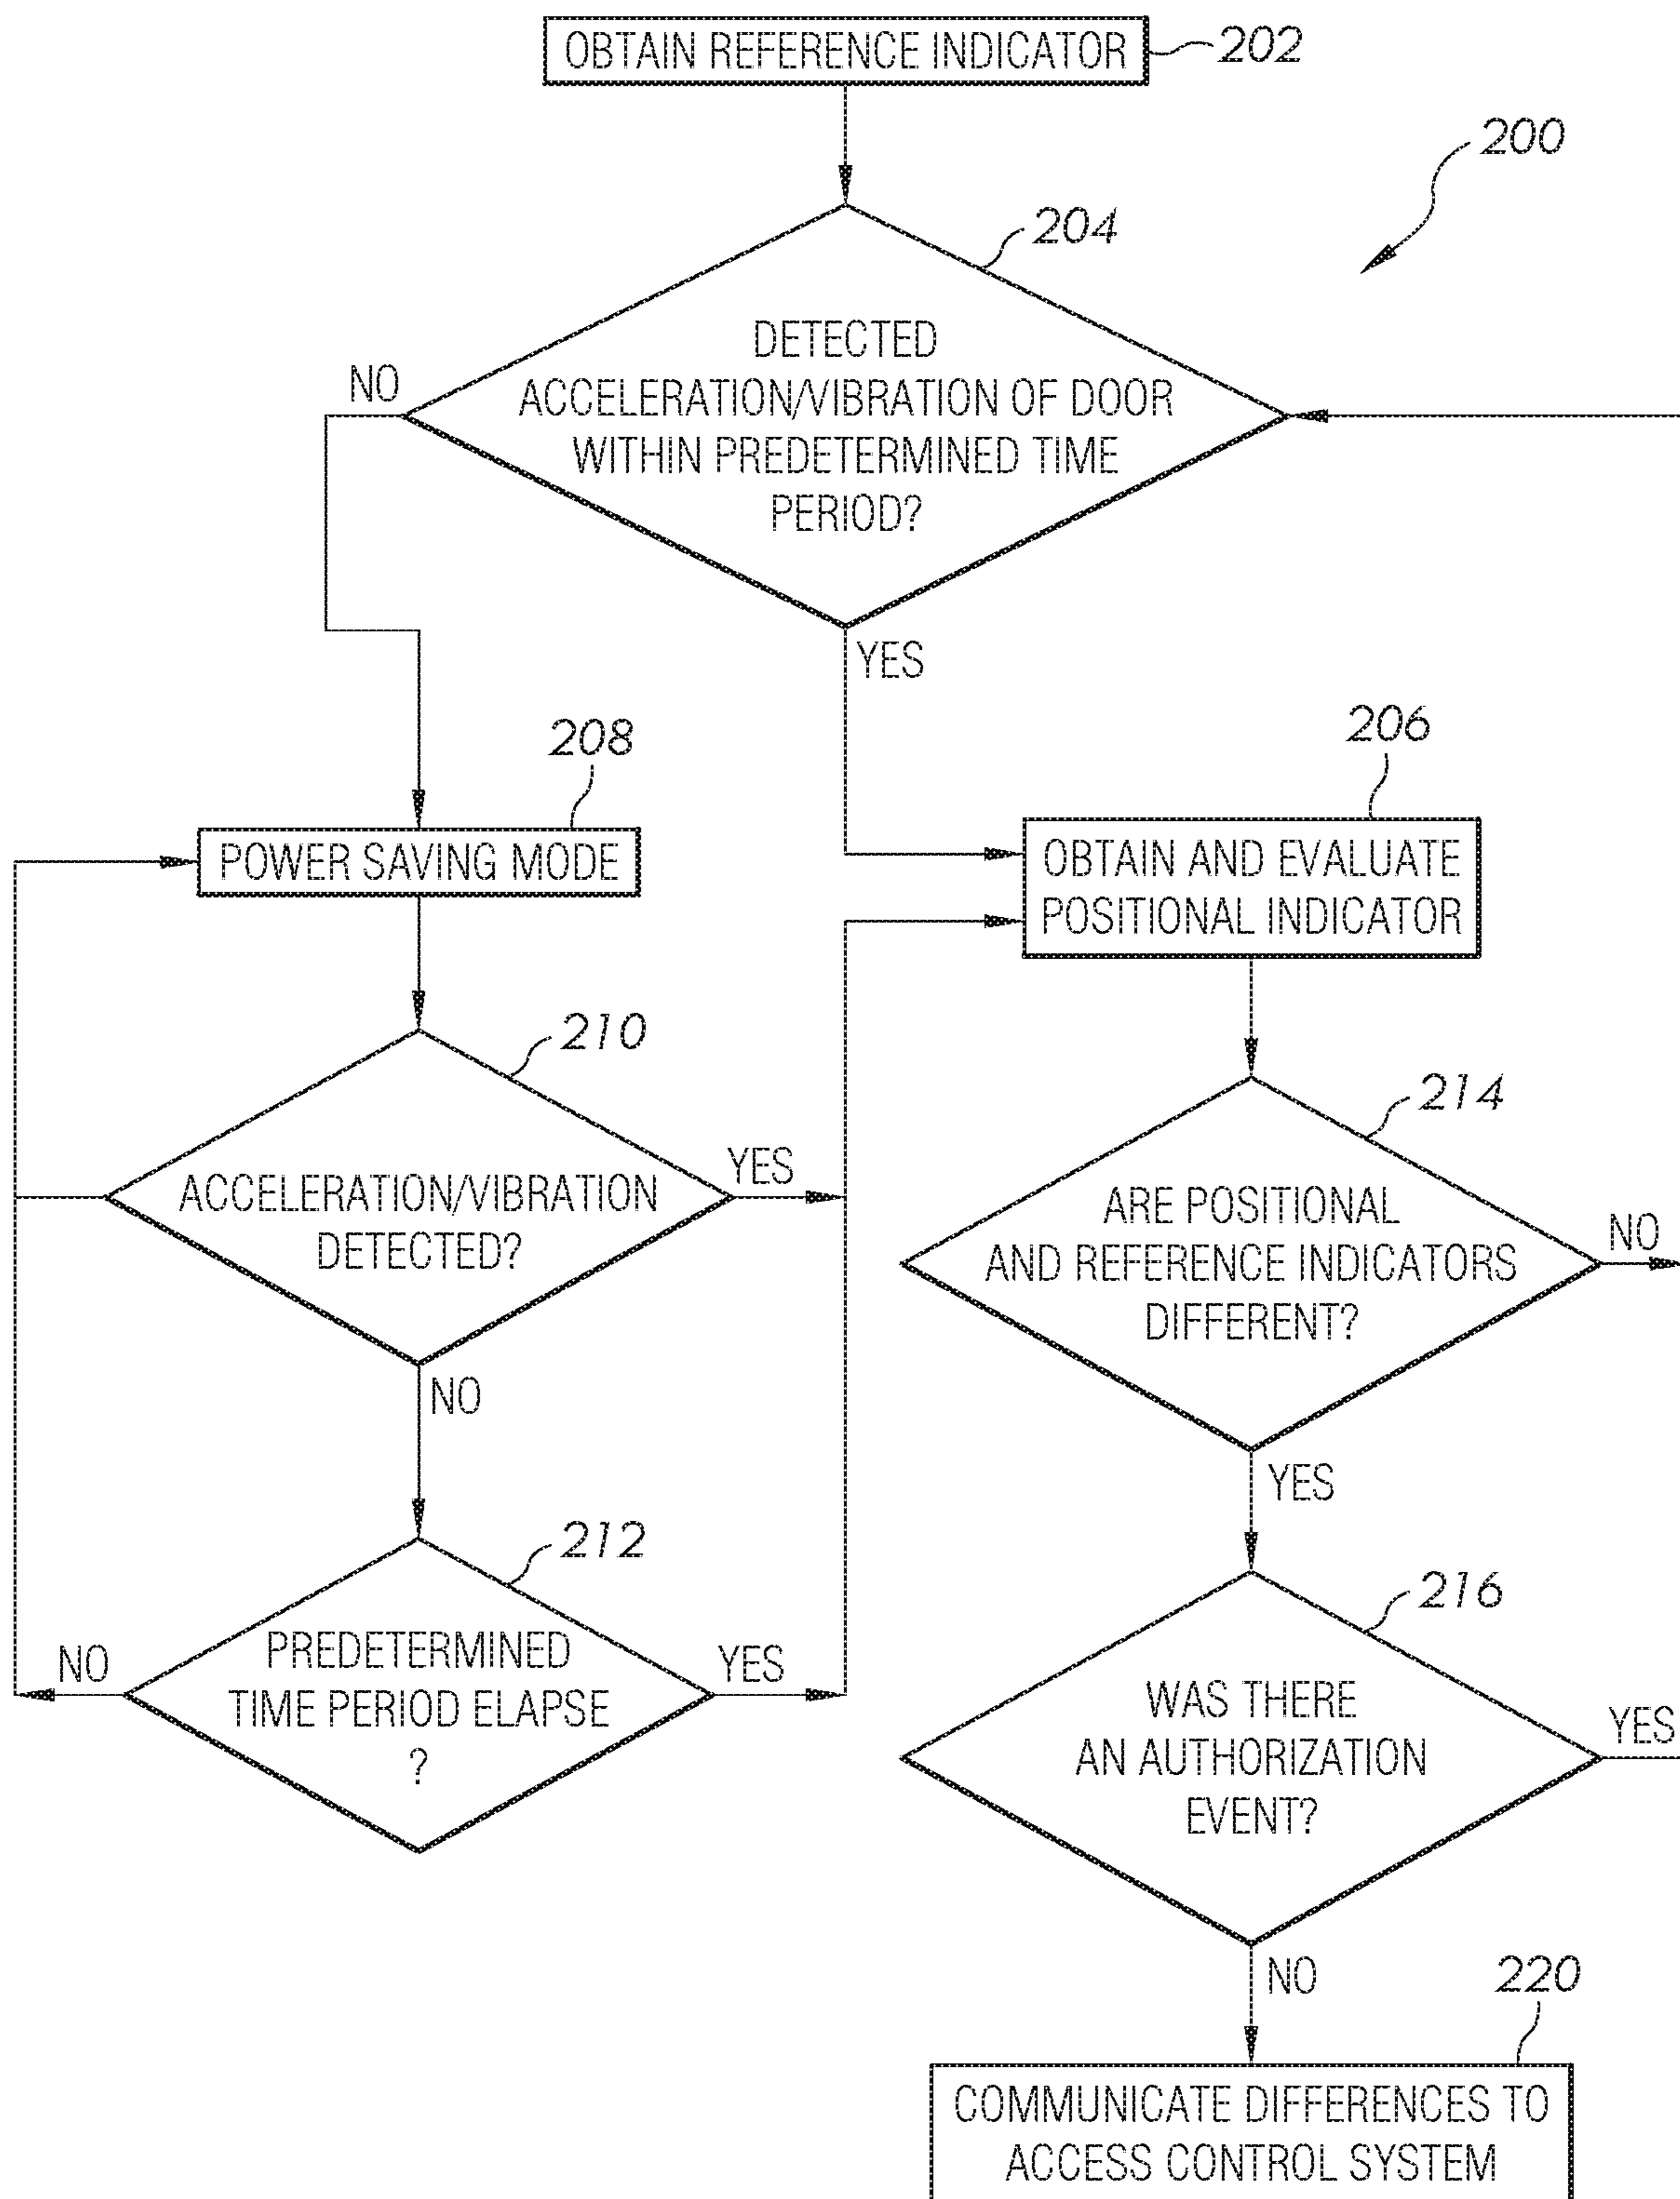 OBTAIN REFERENCE INDICATOR
202
200
204
DETECTED
ACCELERATION/VIBRATION OF DOOR
WITHIN PREDETERMINED TIME
PERIOD?
NO
YES
208
POWER SAVING MODE
206
OBTAIN AND EVALUATE
POSITIONAL INDICATOR
210
ACCELERATION/VIBRATION
DETECTED?
YES
NO
214
ARE POSITIONAL
AND REFERENCE INDICATORS
DIFFERENT?
NO
YES
212
PREDETERMINED
TIME PERIOD ELAPSE
?
NO
YES
216
WAS THERE
AN AUTHORIZATION
EVENT?
YES
NO
220
COMMUNICATE DIFFERENCES TO
ACCESS CONTROL SYSTEM